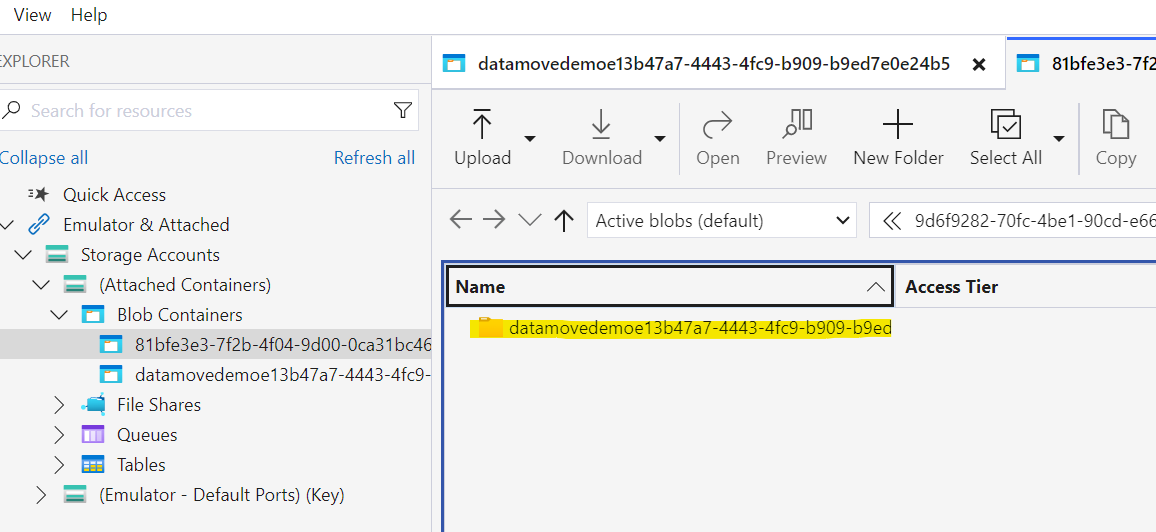 View Help
EXPLORER
Search for resources
Collapse all Refresh all
Quick Access
Emulator & Attached
Storage Accounts
(Attached Containers)
Blob Containers
81bfe3e3-7f2b-4f04-9d00-0ca31bc46
datamovedemoe13b47a7-4443-4fc9-
File Shares
Queues
Tables
(Emulator - Default Ports) (Key)
datamovedemoe13b47a7-4443-4fc9-b909-b9ed7e0e24b5 81bfe3e3-7f2
Upload Download Open Preview New Folder Select All Copy
Active blobs (default) 9d6f9282-70fc-4be1-90cd-e66
Name Access Tier
datamovedemoe13b47a7-4443-4fc9-b909-b9ed